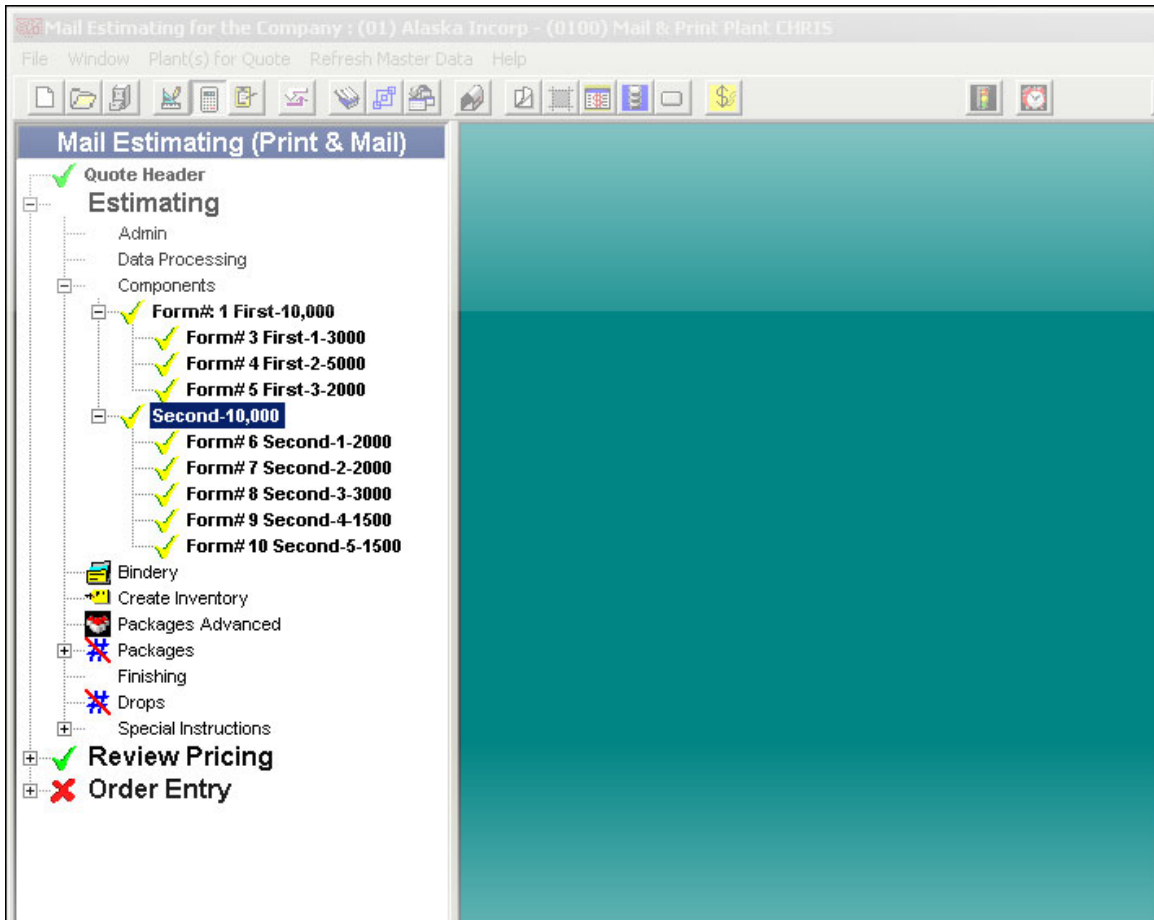 Mail Estimating for the Company : (01) Alaska Incorp - (0100) Mail & Print Plant CHRIS
File Window Plant(s) for Quote Refresh Master Data Help
Mail Estimating (Print & Mail)
Quote Header
Estimating
Admin
Data Processing
Components
Form#: 1 First-10,000
Form# 3 First-1-3000
Form# 4 First-2-5000
Form# 5 First-3-2000
Second-10,000
Form# 6 Second-1-2000
Form# 7 Second-2-2000
Form# 8 Second-3-3000
Form# 9 Second-4-1500
Form# 10 Second-5-1500
Bindery
Create Inventory
Packages Advanced
Packages
Finishing
Drops
Special Instructions
Review Pricing
Order Entry